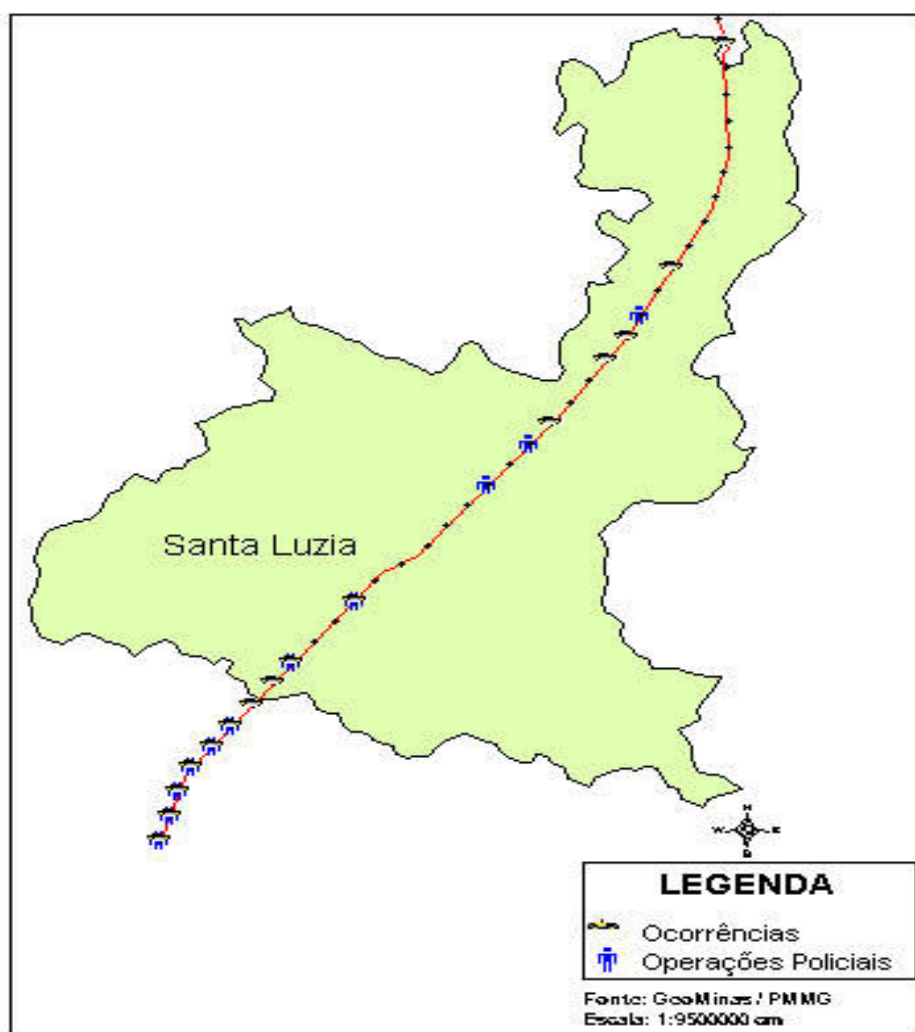 Santa Luzia
N
W E
S
LEGENDA
Ocorrências
Operações Policiais
Fonte: GeoMinas / PMMG
Escala: 1:9500000 cm